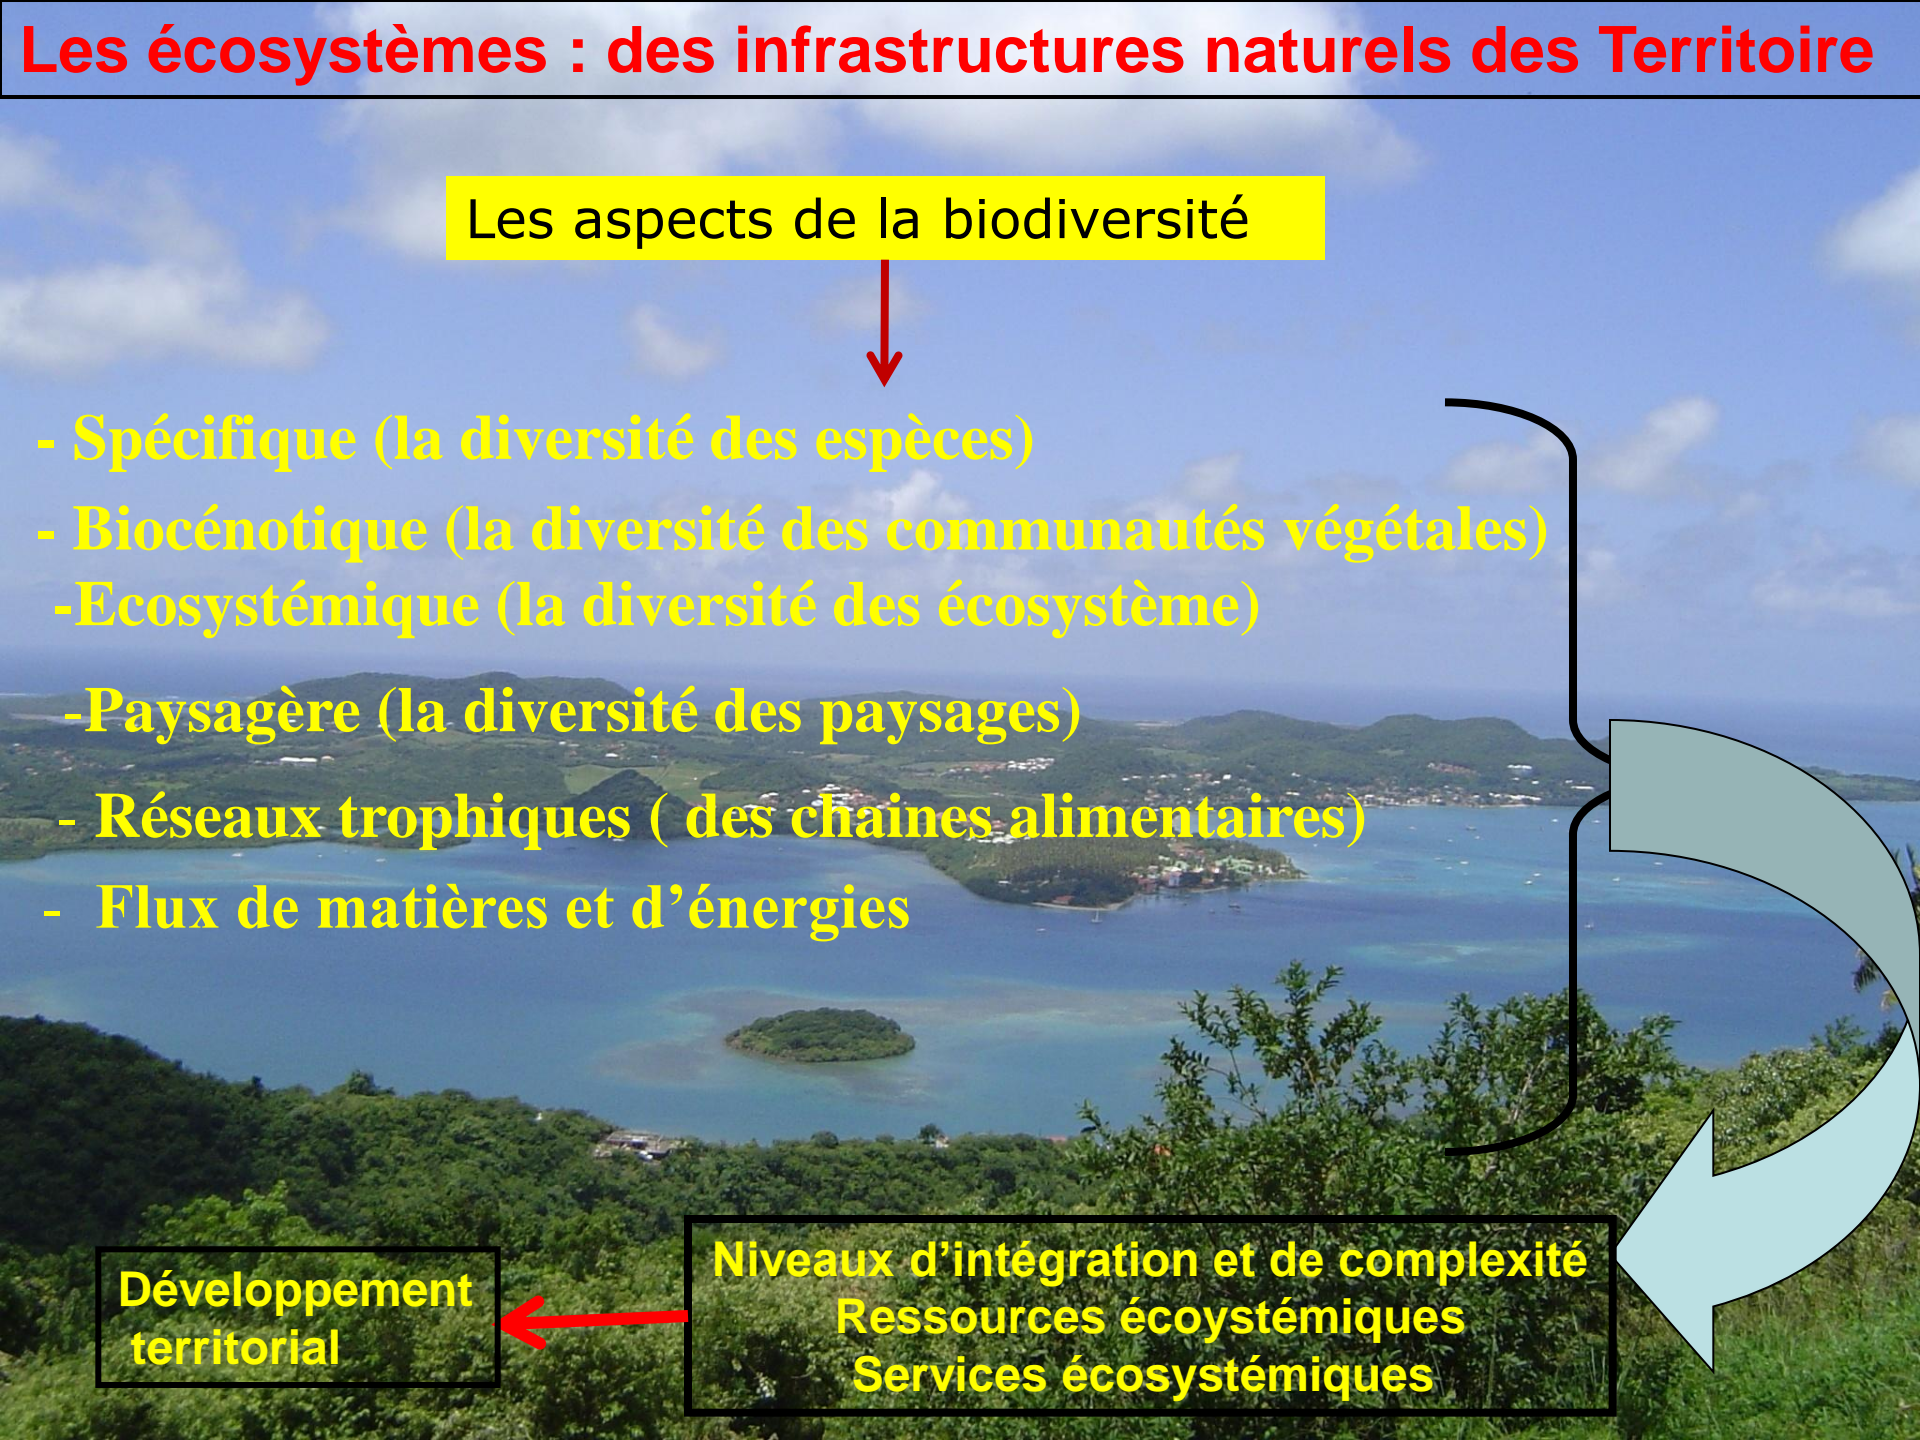 Les écosystèmes : des infrastructures naturels des Territoire
Les aspects de la biodiversité
- Spécifique (la diversité des espèces)
- Biocénotique (la diversité des communautés végétales)
-Ecosystémique (la diversité des écosystème)
-Paysagère (la diversité des paysages)
- Réseaux trophiques ( des chaines alimentaires)
- Flux de matières et d’énergies
Niveaux d’intégration et de complexité
Ressources écoystémiques
Services écosystémiques
Développement
territorial